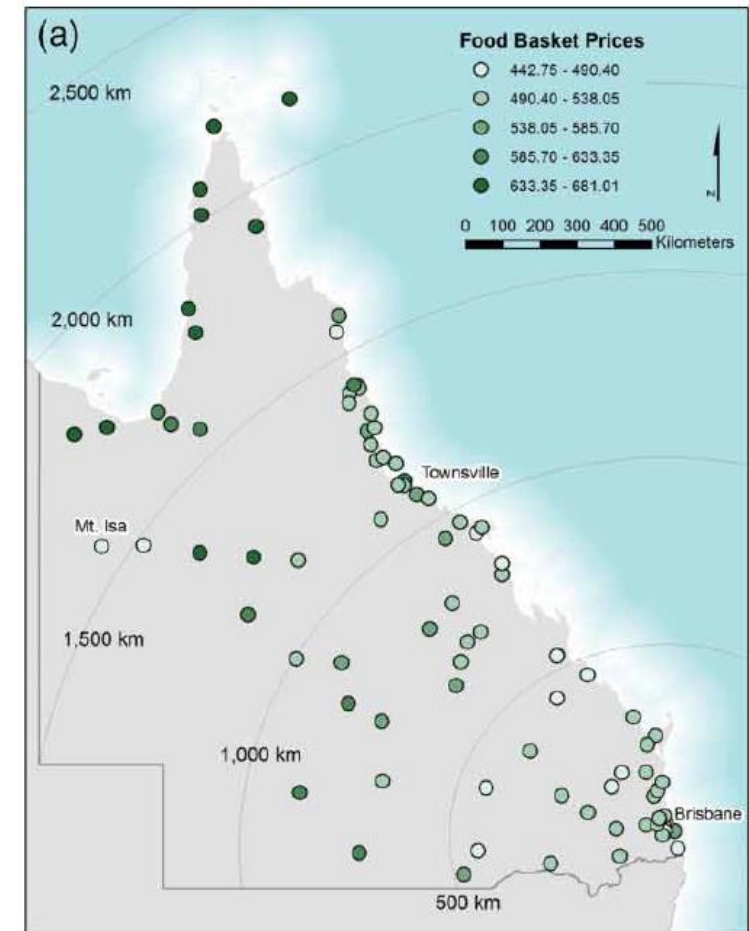 (a)
Food Basket Prices
442.75 - 490.40
490.40 - 538.05
538.05 - 585.70
585.70 - 633.35
633.35 - 681.01
N
0 100 200 300 400 500
Kilometers
2,500 km
2,000 km
Townsville
Mt. Isa
1,500 km
1,000 km
Brisbane
500 km